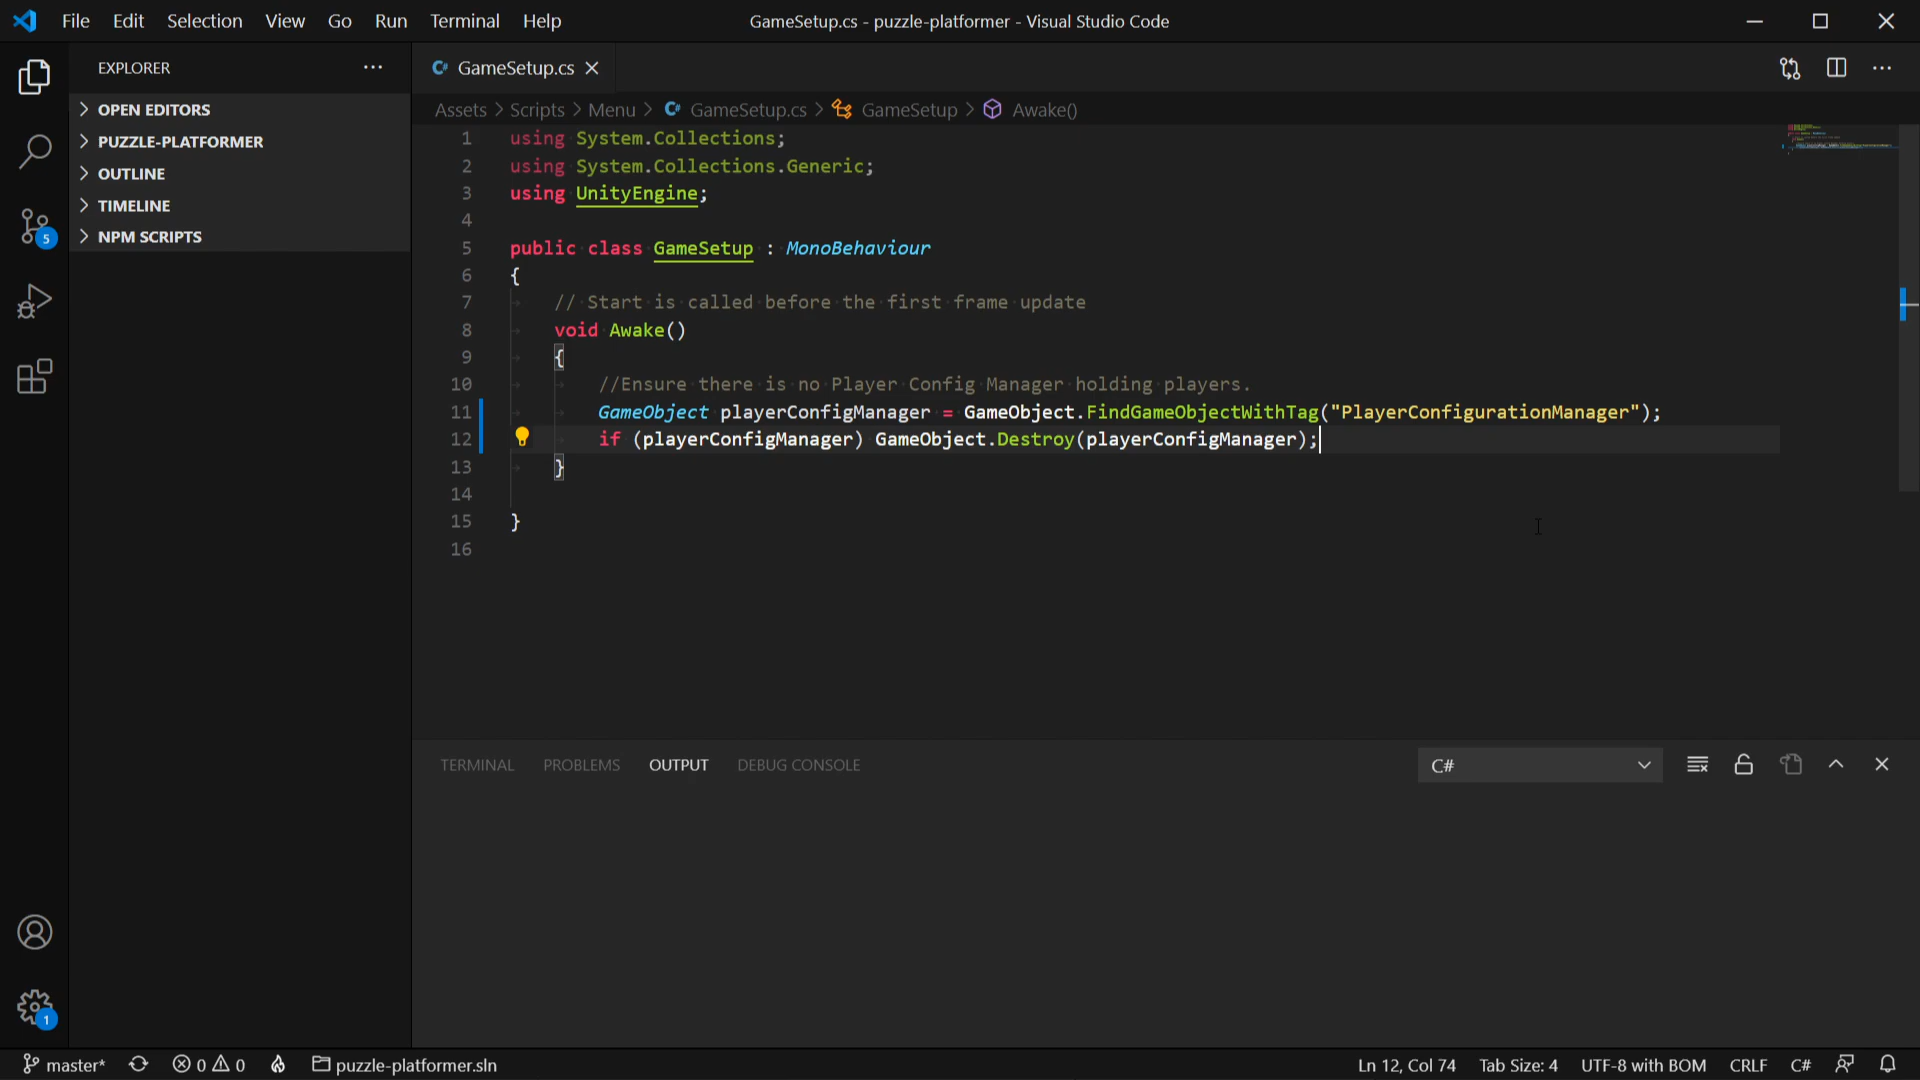 File Edit Selection View Go Run Terminal Help
GameSetup.cs - puzzle-platformer - Visual Studio Code
EXPLORER
OPEN EDITORS
PUZZLE-PLATFORMER
OUTLINE
TIMELINE
NPM SCRIPTS
5
1
GameSetup.cs
Assets > Scripts > Menu > GameSetup.cs > GameSetup > Awake()
1 using System.Collections;
2 using System.Collections.Generic;
3 using UnityEngine;
4
5 public class GameSetup : MonoBehaviour
6 {
7 // Start is called before the first frame update
8 void Awake()
9 {
10 //Ensure there is no Player Config Manager holding players.
11 GameObject playerConfigManager = GameObject.FindGameObjectWithTag("PlayerConfigurationManager");
12 if (playerConfigManager) GameObject.Destroy(playerConfigManager);
13 }
14
15 }
16
TERMINAL PROBLEMS OUTPUT DEBUG CONSOLE
C#
master* 0 0 puzzle-platformer.sln
Ln 12, Col 74 Tab Size: 4 UTF-8 with BOM CRLF C#